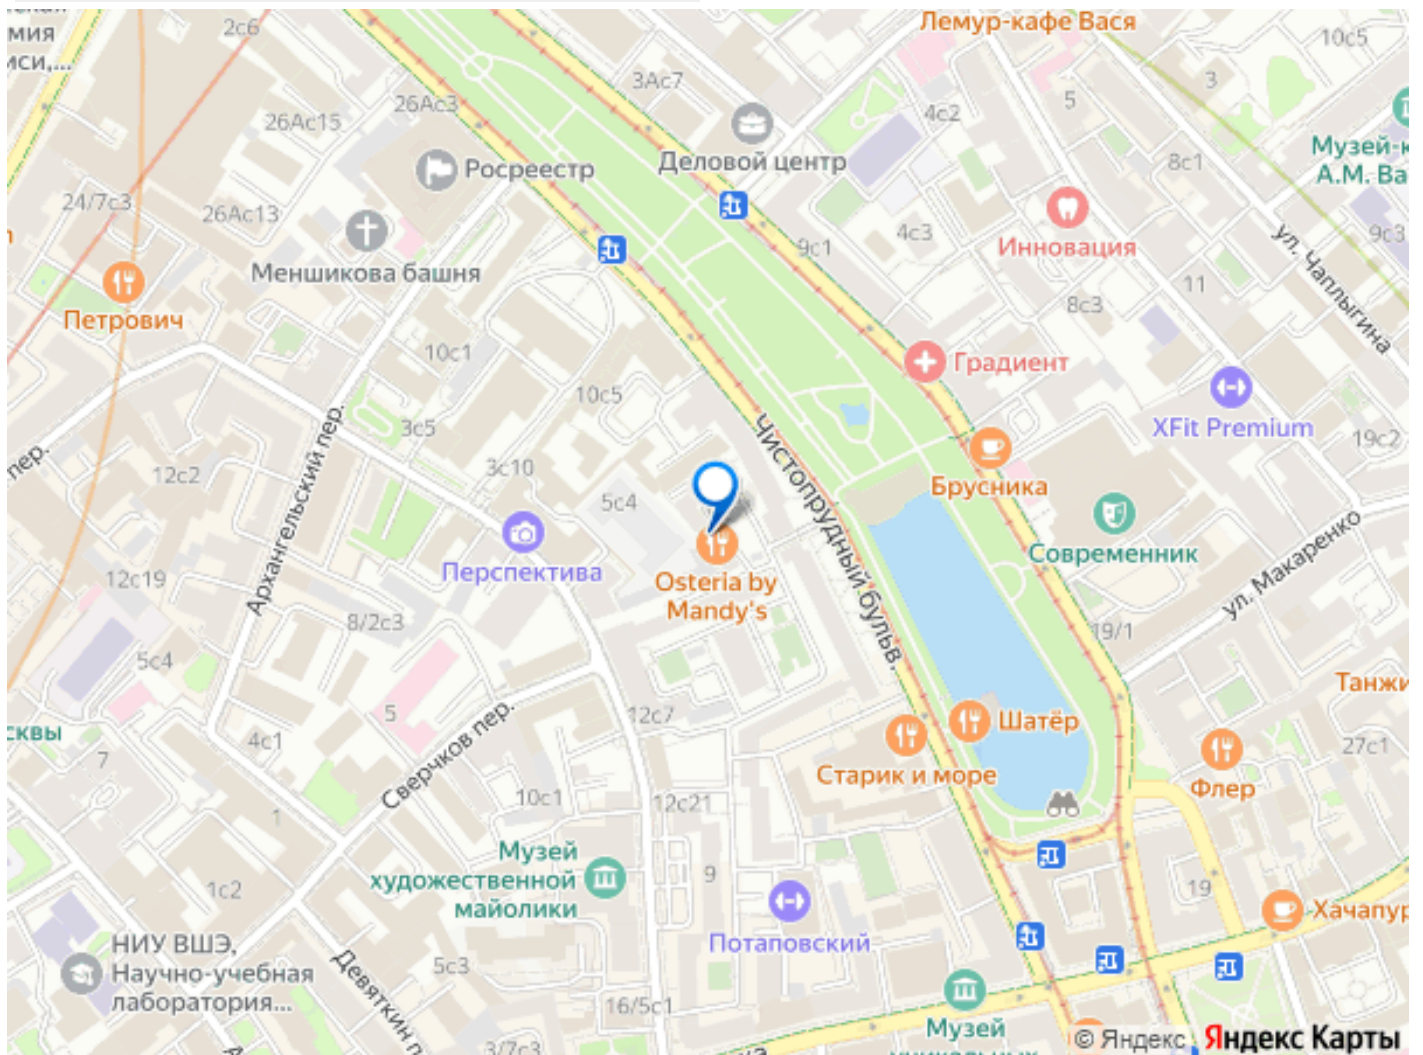 2с6
Лемур-кафе Вася
10с5
мия
иси,...
3Ас7
3
5
26Ас3
4с2
26Ас15
Деловой центр
Музей-к
А.М. Ва
8с1
Росреестр
24/7с3
26Ас13
4с3
9с1
Инновация
9с3
ул. Чаплыгина
Меншикова башня
11
8с3
Петрович
10с1
Градиент
10с5
XFit Premium
3с5
Чистопрудный бульв.
19с2
пер.
Архангельский пер.
12с2
3с10
Брусника
5с4
Современник
ул. Макаренко
Перспектива
Osteria by
Mandy's
12с19
8/2с3
19/1
5с4
Танжи
5
12с7
Шатёр
сквы
7
4с1
Сверчков пер.
Старик и море
27с1
Флер
10с1
12с21
1
Музей
художественной
майолики
9
1с2
19
Хачапур
НИУ ВШЭ,
Научно-учебная
лаборатория...
Потаповский
Девяткин п
5с3
16/5с1
3/7с3
Музей
© Яндекс Яндекс Карты